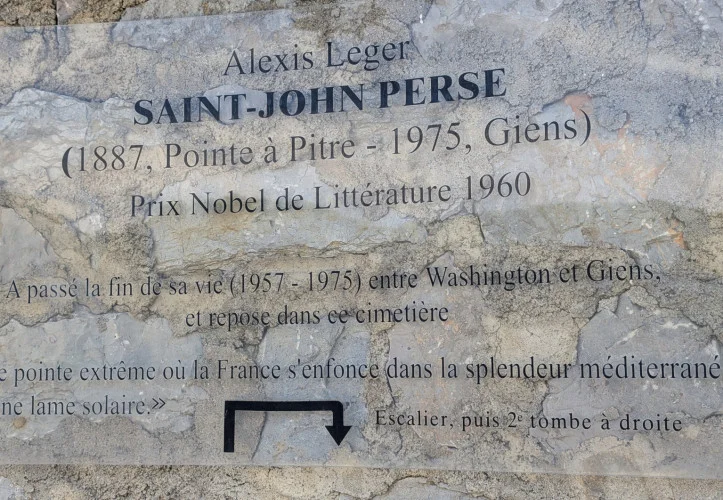 Alexis Leger
SAINT-JOHN PERSE
(1887, Pointe à Pitre - 1975, Giens)
Prix Nobel de Littérature 1960
A passé la fin de sa vie (1957 - 1975) entre Washington et Giens,
et repose dans ce cimetière
e pointe extrême où la France s'enfonce dans la splendeur méditerrané
ne lame solaire.»
Escalier, puis 2e tombe à droite